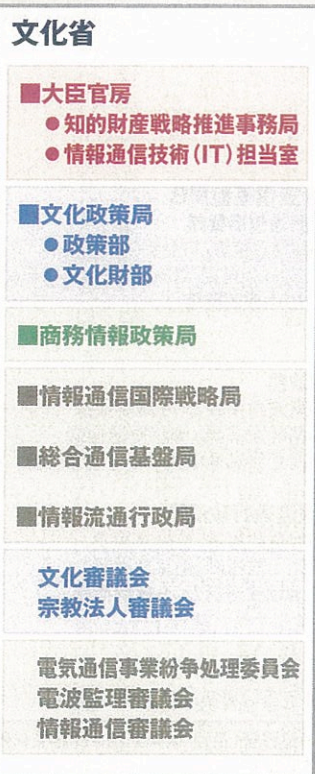 文化省
■大臣官房
●知的財産戦略推進事務局
●情報通信技術(IT)担当室
■文化政策局
●政策部
●文化財部
■商務情報政策局
■情報通信国際戦略局
■総合通信基盤局
■情報流通行政局
文化審議会
宗教法人審議会
電気通信事業紛争処理委員会
電波監理審議会
情報通信審議会